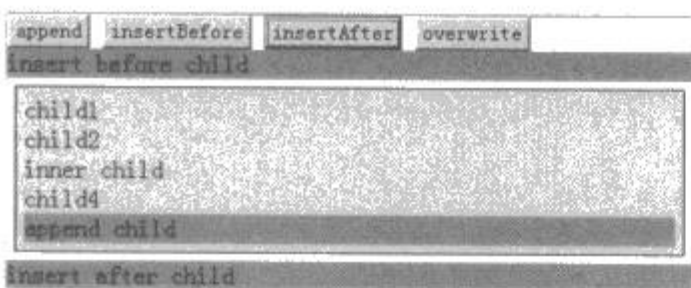 append insertBefore insertAfter overwrite
insert before child
child1
child2
inner child
child4
append child
insert after child